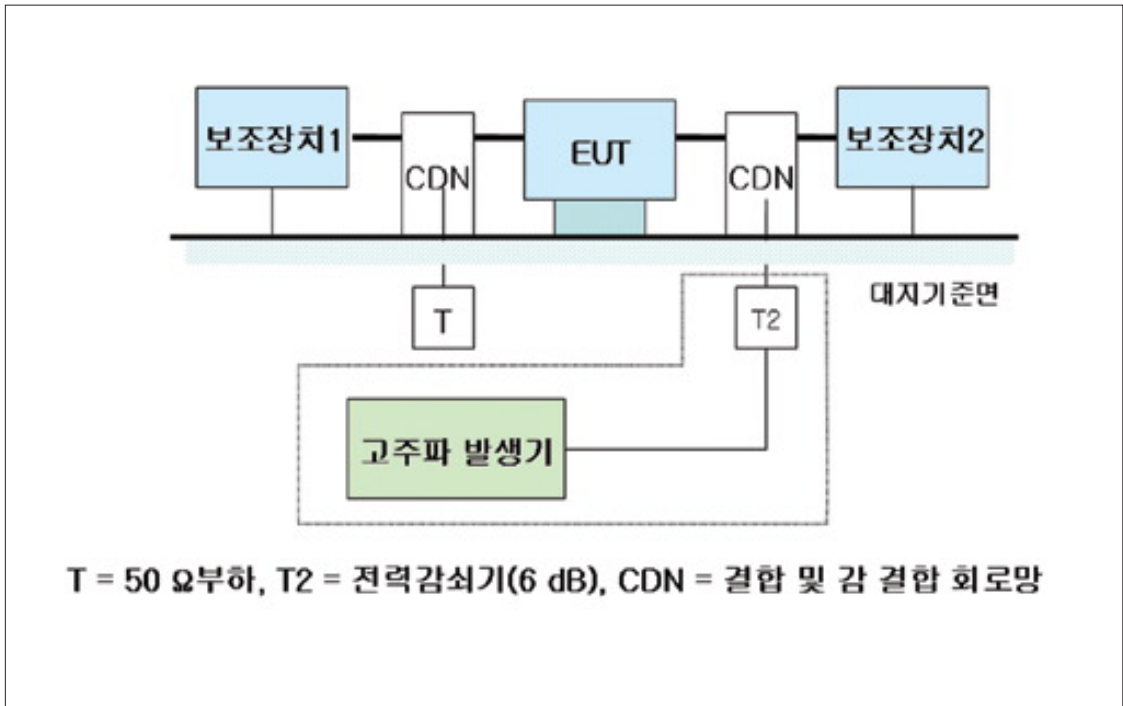 보조장치1
CDN
EUT
CDN
보조장치2
대지기준면
T
T2
고주파 발생기
T = 50 Ω부하, T2 = 전력감쇠기(6 dB), CDN = 결합 및 감 결합 회로망